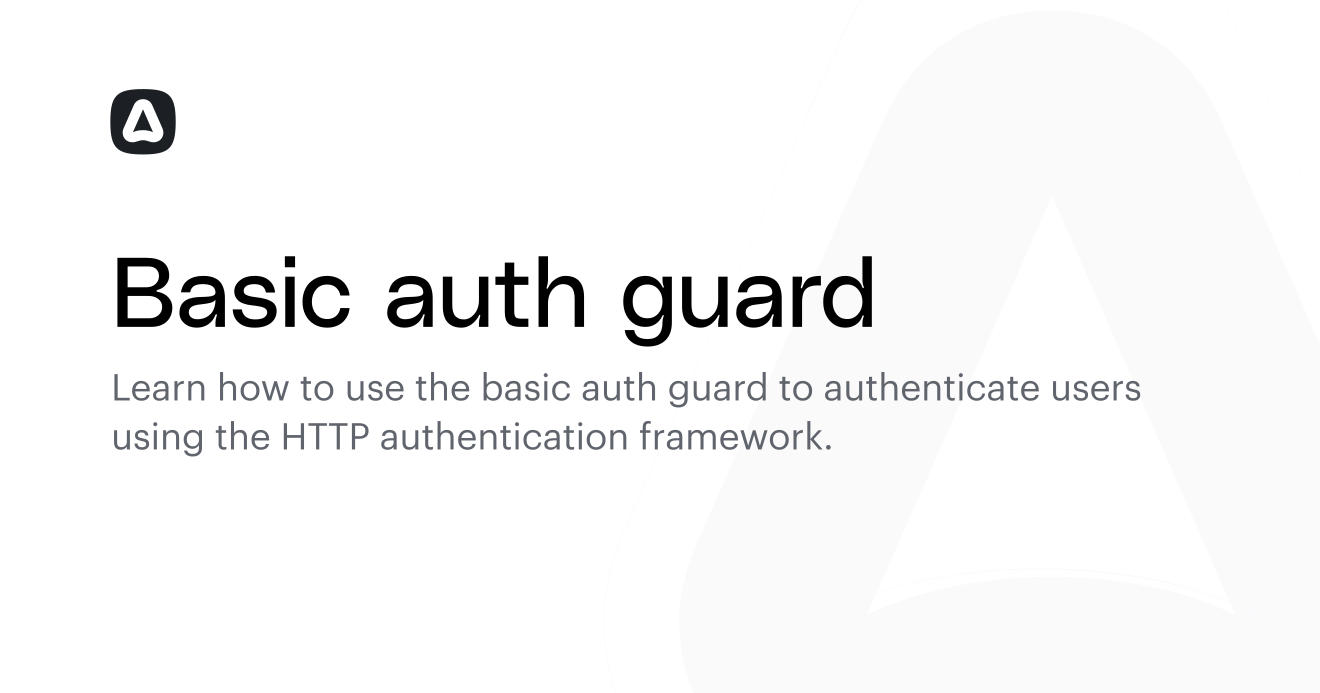 Basic auth guard
Learn how to use the basic auth guard to authenticate users
using the HTTP authentication framework.